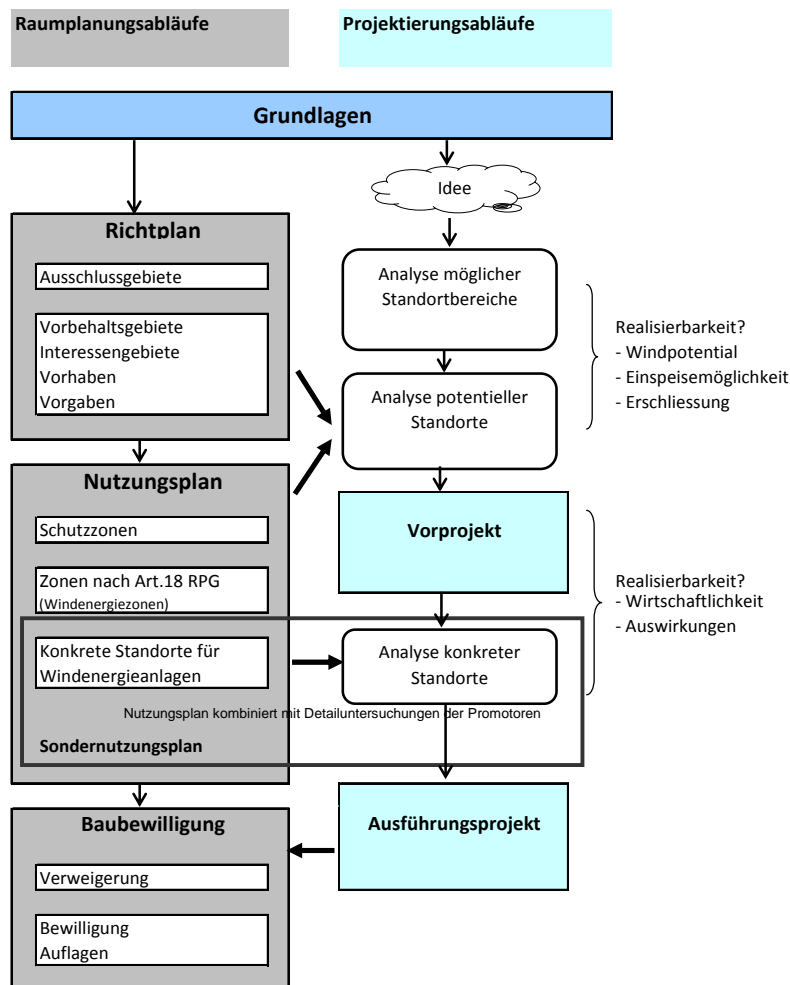 Raumplanungsabläufe
Projektierungsabläufe
Grundlagen
Idee
Richtplan
Ausschlussgebiete
Vorbehaltsgebiete
Interessengebiete
Vorhaben
Vorgaben
Analyse möglicher
Standortbereiche
Analyse potentieller
Standorte
Realisierbarkeit?
- Windpotential
- Einspeisemöglichkeit
- Erschliessung
Nutzungsplan
Schutzzonen
Zonen nach Art.18 RPG
(Windenergiezonen)
Konkrete Standorte für
Windenergieanlagen
Vorprojekt
Analyse konkreter
Standorte
Realisierbarkeit?
- Wirtschaftlichkeit
- Auswirkungen
Nutzungsplan kombiniert mit Detailuntersuchungen der Promotoren
Sondernutzungsplan
Baubewilligung
Verweigerung
Bewilligung
Auflagen
Ausführungsprojekt